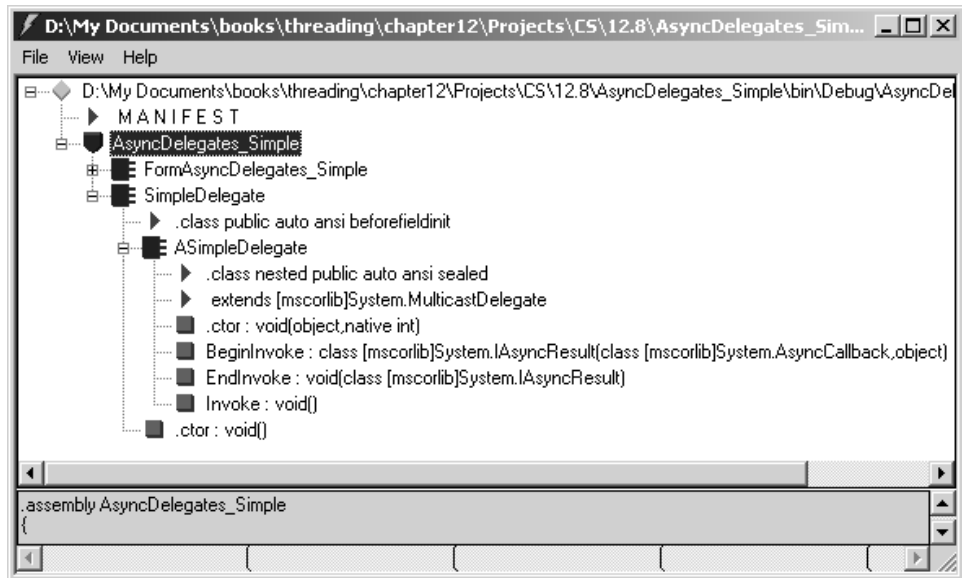 D:\My Documents\books\threading\chapter12\Projects\CS\12.8\AsyncDelegates_Sim...
File View Help
D:\My Documents\books\threading\chapter12\Projects\CS\12.8\AsyncDelegates_Simple\bin\Debug\AsyncDel
M A N I F E S T
AsyncDelegates_Simple
FormAsyncDelegates_Simple
SimpleDelegate
.class public auto ansi beforefieldinit
ASimpleDelegate
.class nested public auto ansi sealed
extends [mscorlib]System.MulticastDelegate
.ctor : void(object,native int)
BeginInvoke : class [mscorlib]System.IAsyncResult(class [mscorlib]System.AsyncCallback,object)
EndInvoke : void(class [mscorlib]System.IAsyncResult)
Invoke : void()
.ctor : void()
.assembly AsyncDelegates_Simple
{